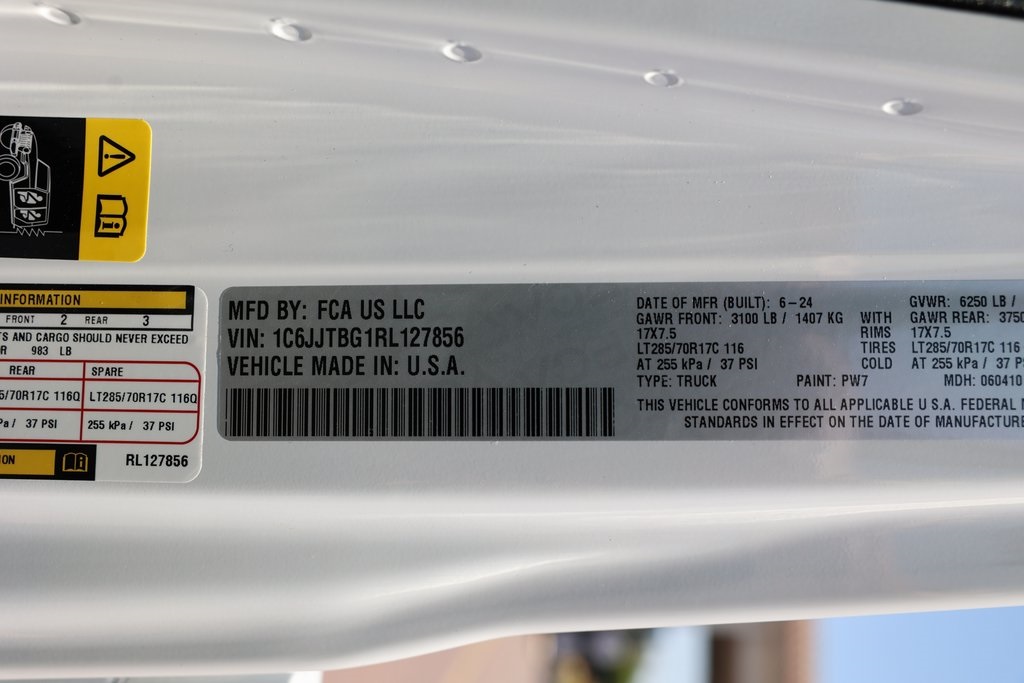 INFORMATION
FRONT 2 REAR 3
AND CARGO SHOULD NEVER EXCEED
983 LB
REAR SPARE
/70R17C 116Q LT285/70R17C 116Q
/ 37 PSI 255 kPa / 37 PSI
RL127856
MFD BY: FCA US LLC
VIN: 1C6JJTBG1RL127856
VEHICLE MADE IN: U.S.A.
DATE OF MFR (BUILT): 6-24 GVWR: 6250 LB /
GAWR FRONT: 3100 LB / 1407 KG WITH GAWR REAR: 3750
17X7.5 RIMS 17X7.5
LT285/70R17C 116 TIRES LT285/70R17C 116
AT 255 kPa / 37 PSI COLD AT 255 kPa / 37
TYPE: TRUCK PAINT: PW7 MDH: 060410
THIS VEHICLE CONFORMS TO ALL APPLICABLE U S.A. FEDERAL
STANDARDS IN EFFECT ON THE DATE OF MANUFACTURE